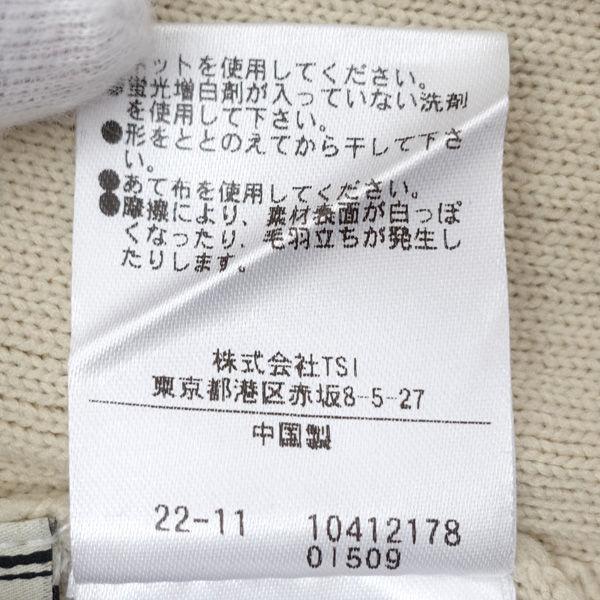 ネットを使用してください。
●蛍光増白剤が入っていない洗剤
を使用して下さい。
●形をととのえてから干して下さ
い。
●あて布を使用してください。
●摩擦により、素材表面が白っぽ
くなったり、毛羽立ちが発生し
たりします。
株式会社TSI
東京都港区赤坂8-5-27
中国製
22-11 10412178
01509